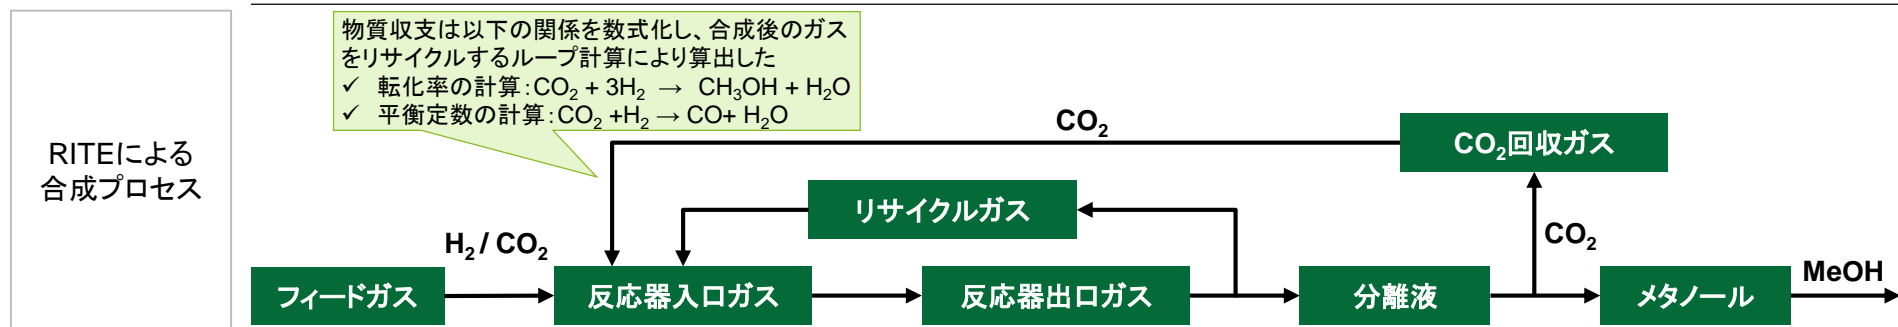 RITEによる
合成プロセス
物質収支は以下の関係を数式化し、合成後のガス
をリサイクルするループ計算により算出した
✓ 転化率の計算:CO₂ + 3H₂ → CH₃OH + H₂O
✓ 平衡定数の計算:CO₂ +H₂ → CO+ H₂O
CO₂
CO₂回収ガス
リサイクルガス
H₂ / CO₂
CO₂
MeOH
フィードガス
反応器入口ガス
反応器出口ガス
分離液
メタノール